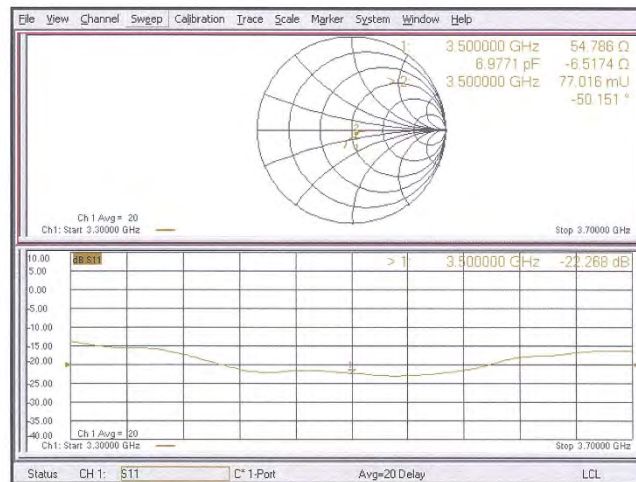 File View Channel Sweep Calibration Trace Scale Marker System Window Help
1: 3.500000 GHz 54.786 Ω
6.9771 pF -6.5174 Ω
> 2: 3.500000 GHz 77.016 mU
-50.151 °
Ch 1 Avg = 20
Ch1: Start 3.30000 GHz
Stop 3.70000 GHz
10.00 dB S11 > 1: 3.500000 GHz -22.268 dB
5.00
0.00
-5.00
-10.00
-15.00
-20.00
-25.00
-30.00
-35.00
-40.00
Ch 1 Avg = 20
Ch1: Start 3.30000 GHz
Stop 3.70000 GHz
Status CH 1: S11 C* 1-Port Avg=20 Delay LCL